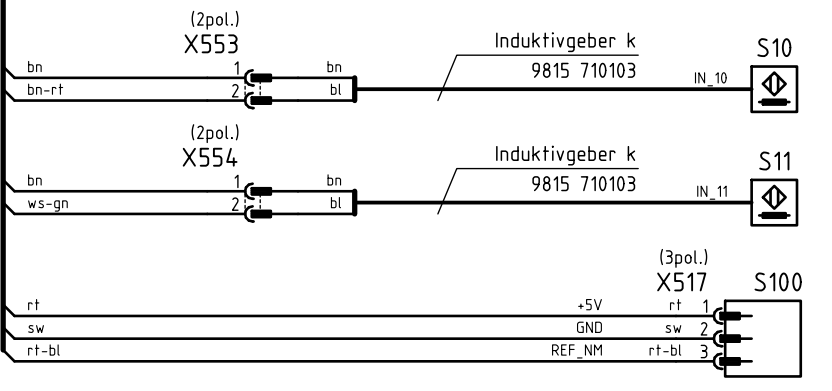 (2pol.)
X553
Induktivgeber k
9815 710103
S10
bn 1 bn
bn-rt 2 bl
IN_10
(2pol.)
X554
Induktivgeber k
9815 710103
S11
bn 1 bn
ws-gn 2 bl
IN_11
(3pol.)
X517 S100
rt +5V rt 1
sw GND sw 2
rt-bl REF_NM rt-bl 3